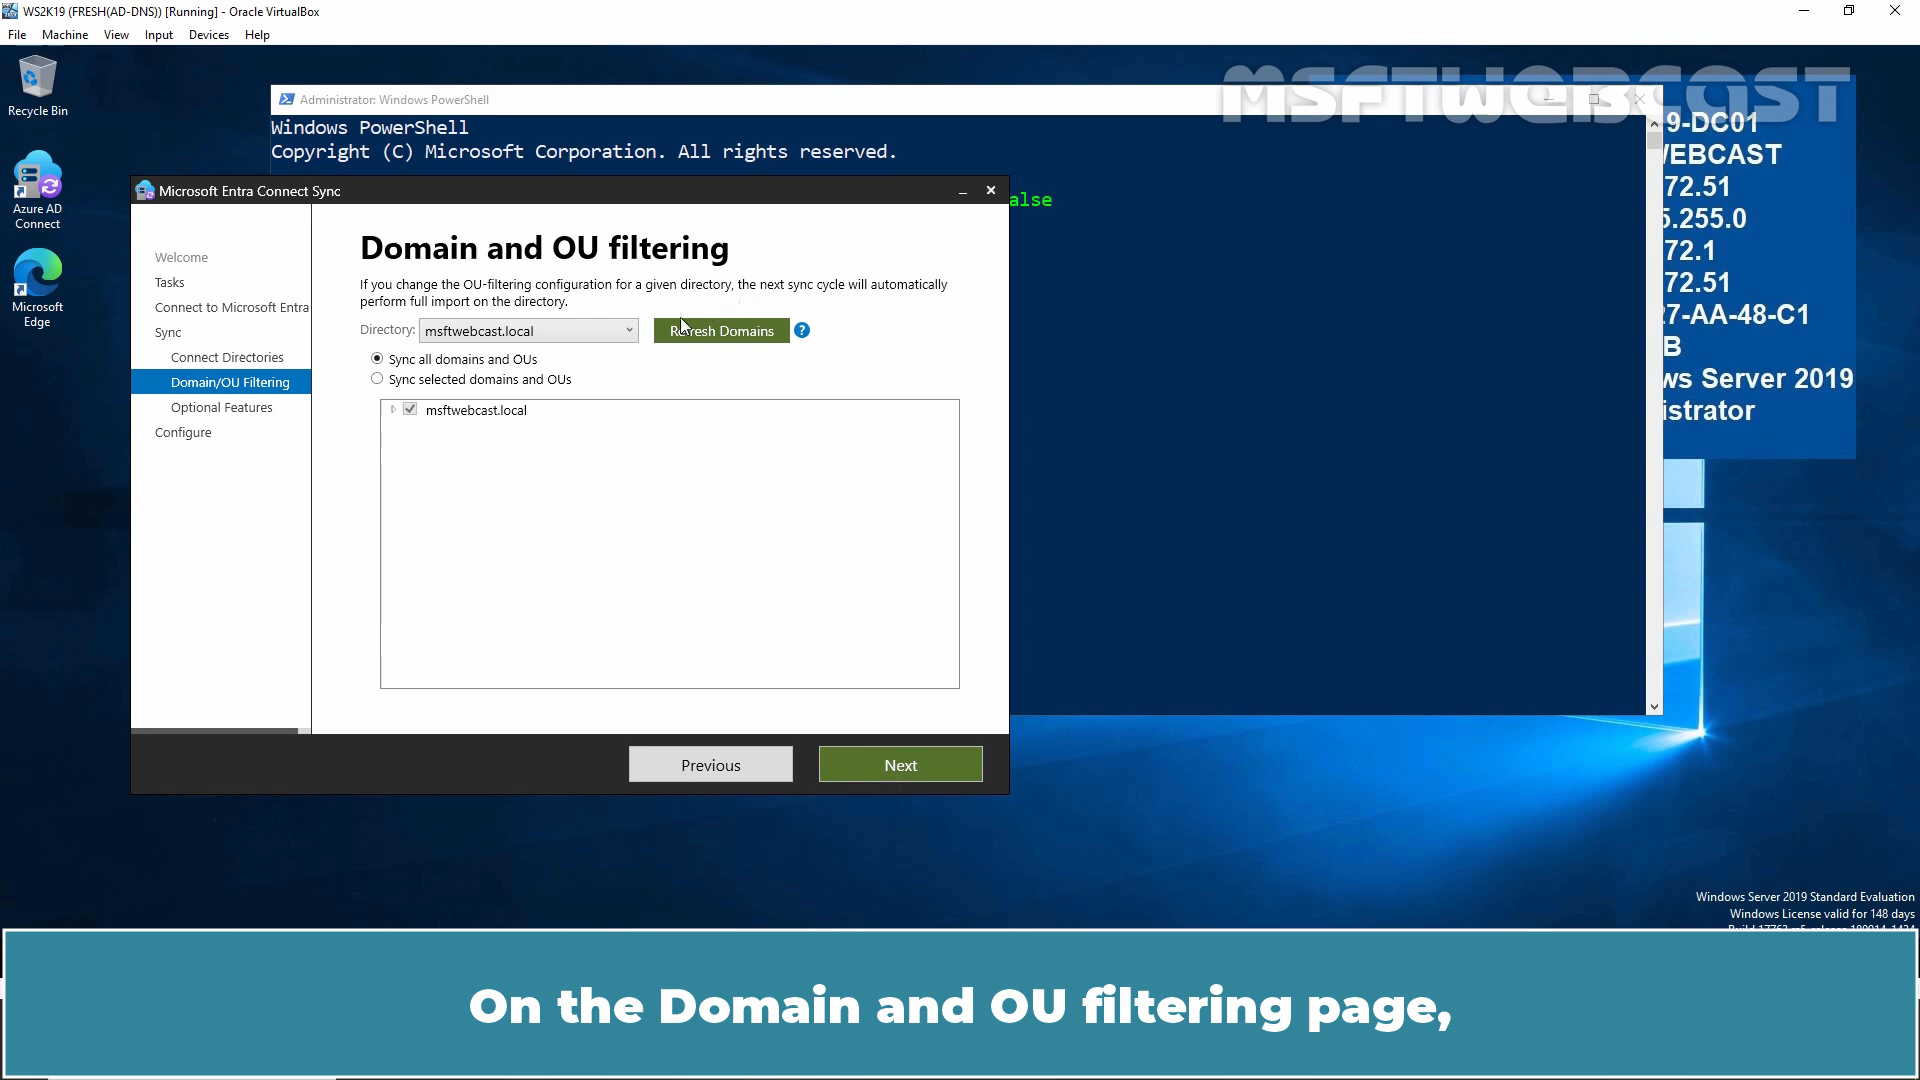 WS2K19 (FRESH(AD-DNS)) [Running] - Oracle VirtualBox
File Machine View Input Devices Help
Recycle Bin
Azure AD
Connect
Microsoft
Edge
MSFTWEBCAST
Administrator: Windows PowerShell
Windows PowerShell
Copyright (C) Microsoft Corporation. All rights reserved.
alse
9-DC01
WEBCAST
72.51
5.255.0
72.1
72.51
27-AA-48-C1
B
ws Server 2019
istrator
Microsoft Entra Connect Sync
Welcome
Tasks
Connect to Microsoft Entra
Sync
Connect Directories
Domain/OU Filtering
Optional Features
Configure
Domain and OU filtering
If you change the OU-filtering configuration for a given directory, the next sync cycle will automatically
perform full import on the directory.
Directory: msftwebcast.local Refresh Domains ?
Sync all domains and OUs
Sync selected domains and OUs
msftwebcast.local
Previous Next
Windows Server 2019 Standard Evaluation
Windows License valid for 148 days
On the Domain and OU filtering page,